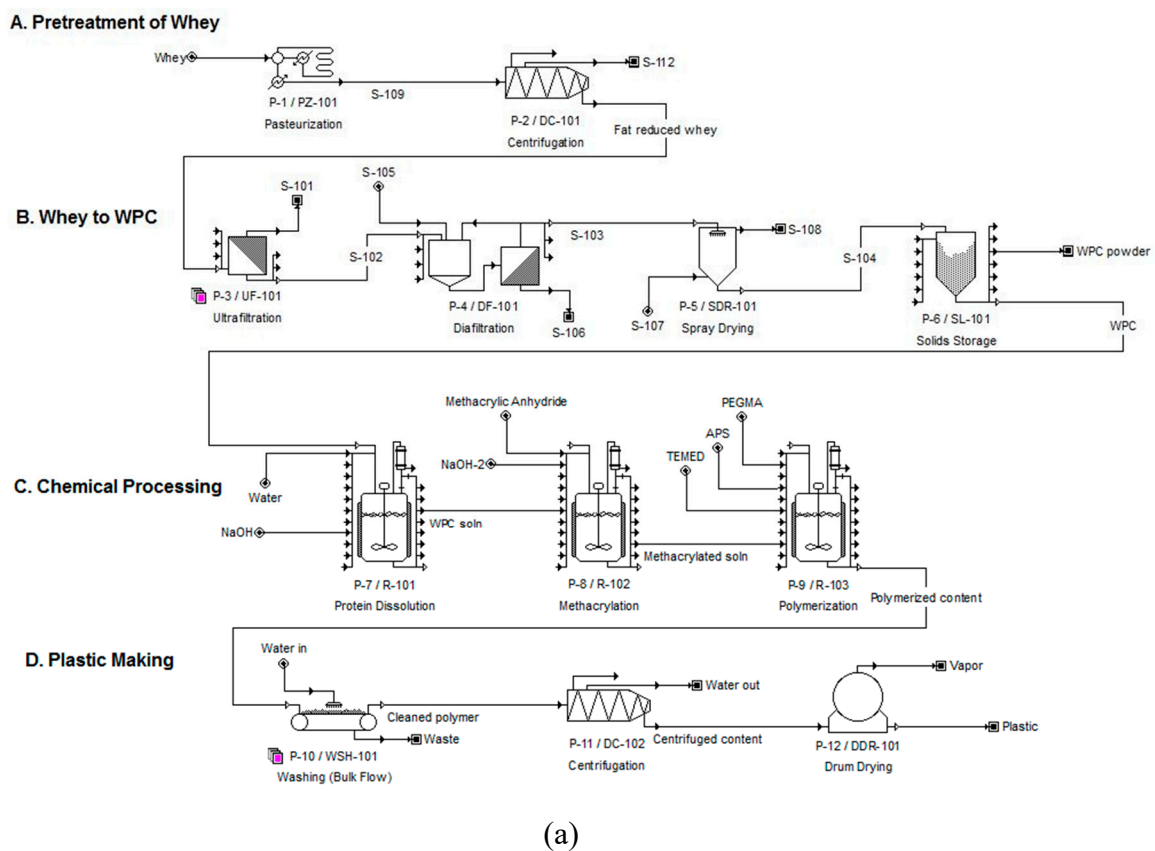 A. Pretreatment of Whey
Whey
S-112
P-1 / PZ-101
Pasteurization
S-109
P-2 / DC-101
Centrifugation
Fat reduced whey
B. Whey to WPC
S-101
S-105
S-102
S-103
S-108
S-104
WPC powder
P-3 / UF-101
Ultrafiltration
P-4 / DF-101
Diafiltration
S-106
S-107
P-5 / SDR-101
Spray Drying
P-6 / SL-101
Solids Storage
WPC
C. Chemical Processing
Methacrylic Anhydride
PEGMA
APS
TEMED
NaOH-2
Water
NaOH
WPC soln
Methacrylated soln
P-7 / R-101
Protein Dissolution
P-8 / R-102
Methacrylation
P-9 / R-103
Polymerization
Polymerized content
D. Plastic Making
Water in
Cleaned polymer
Waste
Water out
Vapor
Centrifuged content
Plastic
P-10 / WSH-101
Washing (Bulk Flow)
P-11 / DC-102
Centrifugation
P-12 / DDR-101
Drum Drying
(a)